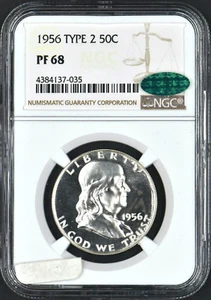 1956 TYPE 2 50C
PF 68
4384137-035
NUMISMATIC GUARANTY CORPORATION
NGC
LIBERTY
1956
IN GOD WE TRUST